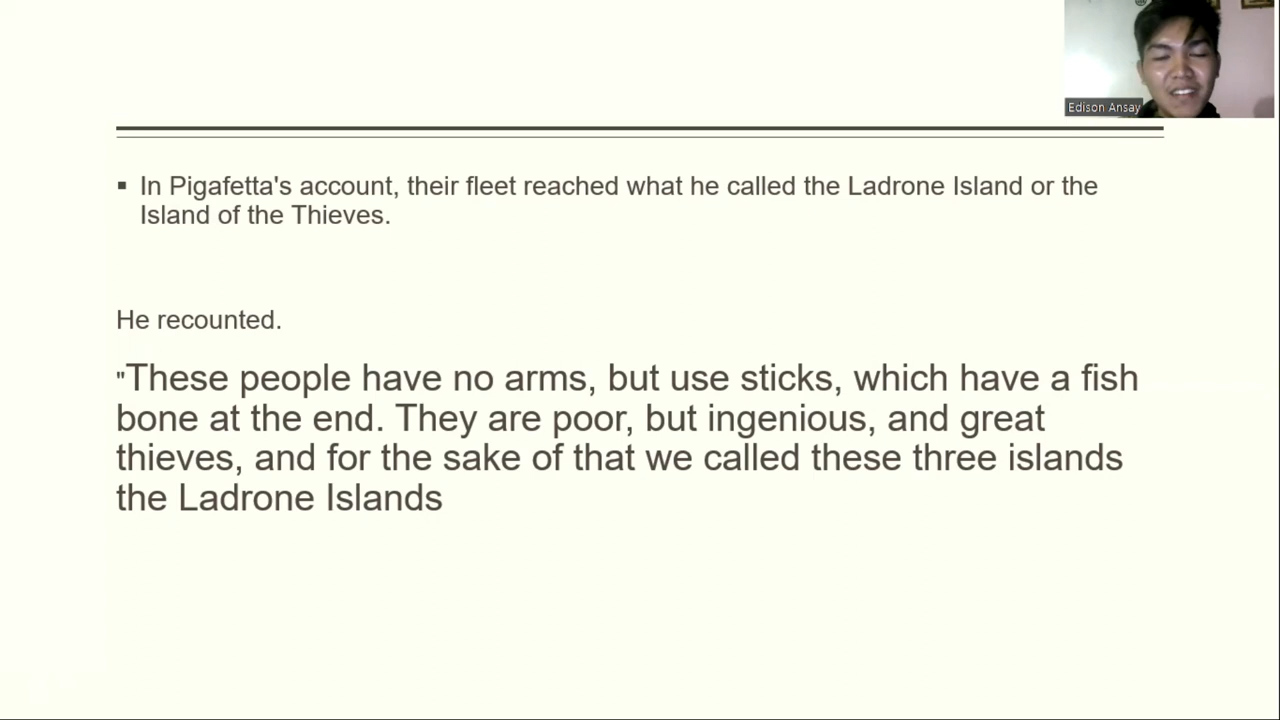 Edison Ansay
▪ In Pigafetta's account, their fleet reached what he called the Ladrone Island or the
Island of the Thieves.
He recounted.
"These people have no arms, but use sticks, which have a fish
bone at the end. They are poor, but ingenious, and great
thieves, and for the sake of that we called these three islands
the Ladrone Islands